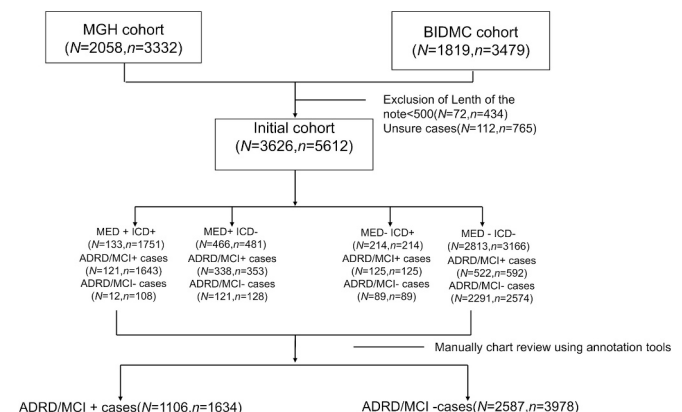 MGH cohort
(N=2058,n=3332)
BIDMC cohort
(N=1819,n=3479)
Exclusion of Lenth of the
note<500(N=72,n=434)
Unsure cases(N=112,n=765)
Initial cohort
(N=3626,n=5612)
MED + ICD+
(N=133,n=1751)
ADRD/MCI+ cases
(N=121,n=1643)
ADRD/MCI- cases
(N=12,n=108)
MED+ ICD-
(N=466,n=481)
ADRD/MCI+ cases
(N=338,n=353)
ADRD/MCI- cases
(N=121,n=128)
MED- ICD+
(N=214,n=214)
ADRD/MCI+ cases
(N=125,n=125)
ADRD/MCI- cases
(N=89,n=89)
MED - ICD-
(N=2813,n=3166)
ADRD/MCI+ cases
(N=522,n=592)
ADRD/MCI- cases
(N=2291,n=2574)
Manually chart review using annotation tools
ADRD/MCI + cases(N=1106,n=1634)
ADRD/MCI -cases(N=2587,n=3978)